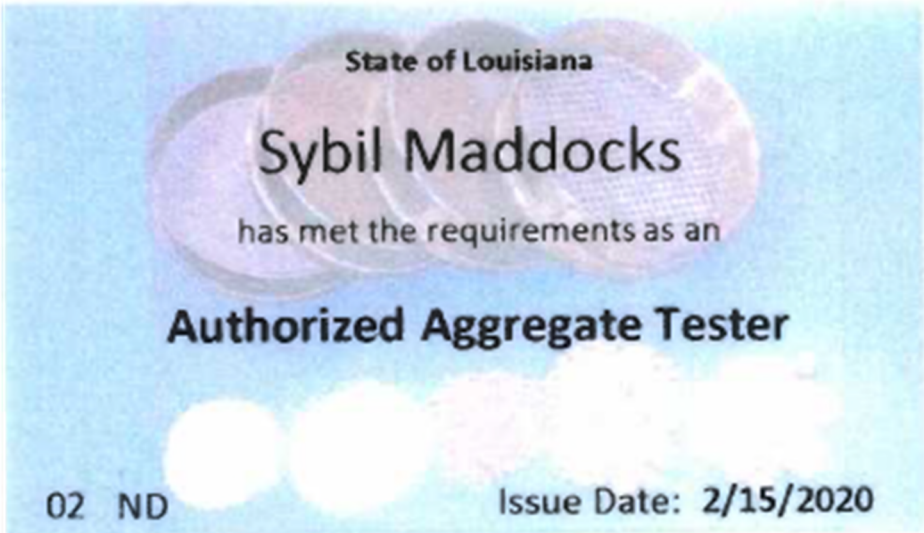 State of Louisiana
Sybil Maddocks
has met the requirements as an
Authorized Aggregate Tester
02 ND
Issue Date: 2/15/2020